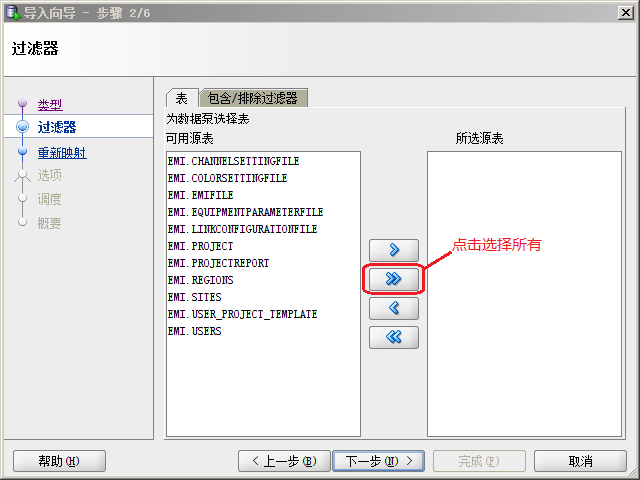 导入向导 - 步骤 2/6
过滤器
类型
过滤器
重新映射
选项
调度
概要
表
包含/排除过滤器
为数据泵选择表
可用源表
所选源表
EMI.CHANNELSETTINGFILE
EMI.COLORSETTINGFILE
EMI.EMIFILE
EMI.EQUIPMENTPARAMETERFILE
EMI.LINKCONFIGURATIONFILE
EMI.PROJECT
EMI.PROJECTREPORT
EMI.REGIONS
EMI.SITES
EMI.USER_PROJECT_TEMPLATE
EMI.USERS
点击选择所有
帮助(H)
< 上一步(B)
下一步(N) >
完成(F)
取消